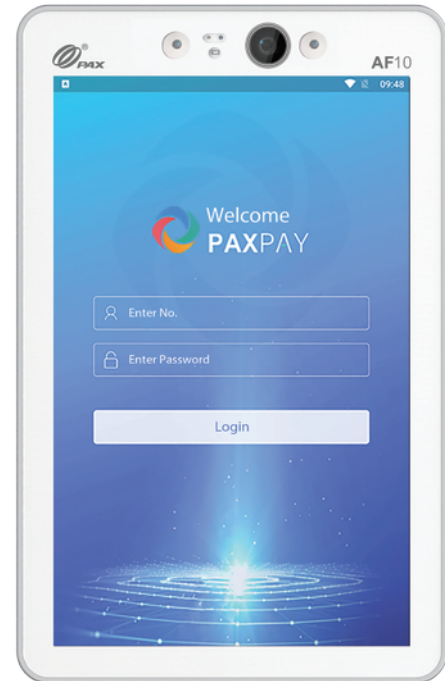 PAX®
AF10
09:48
Welcome
PAXPAY
Enter No.
Enter Password
Login